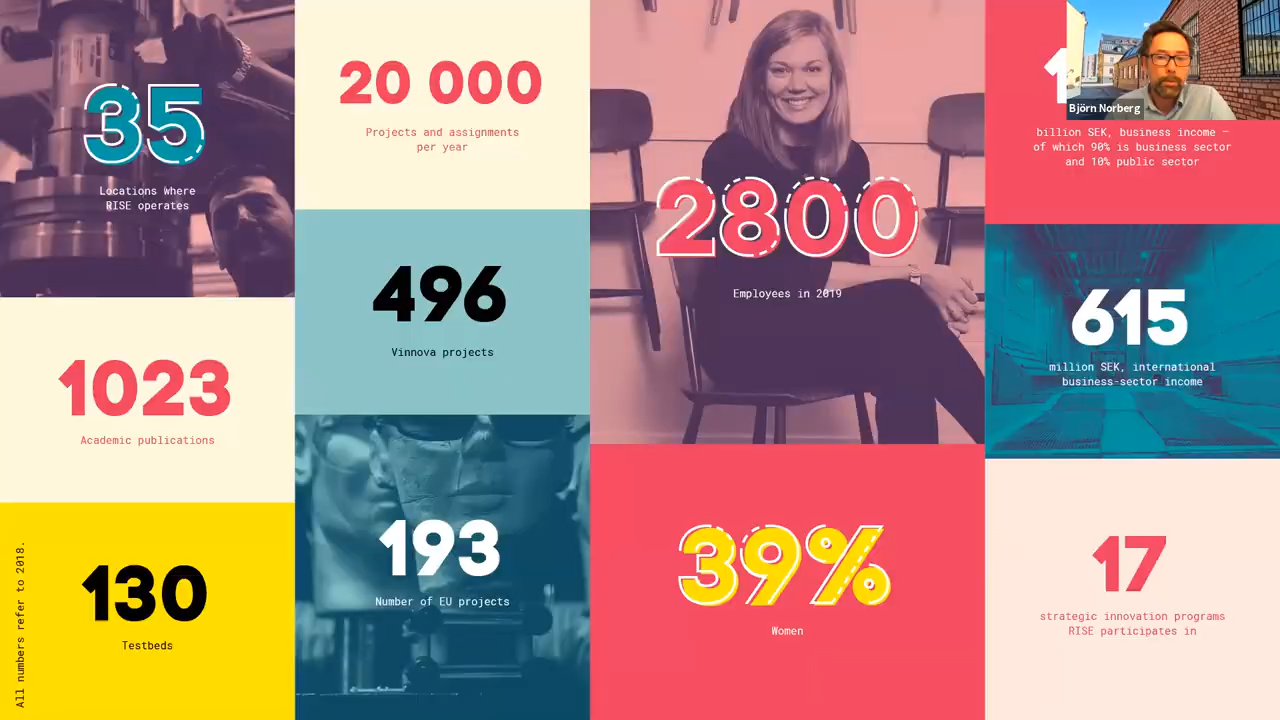 35
Locations where
RISE operates
1023
Academic publications
130
Testbeds
All numbers refer to 2018.
20 000
Projects and assignments
per year
496
Vinnova projects
193
Number of EU projects
2800
Employees in 2019
39%
Women
Björn Norberg
billion SEK, business income –
of which 90% is business sector
and 10% public sector
615
million SEK, international
business-sector income
17
strategic innovation programs
RISE participates in